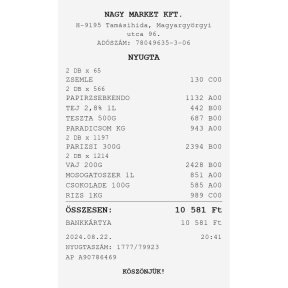 NAGY MARKET KFT.
H-9195 Tamásihida, Magyargyörgyi
utca 96.
ADÓSZÁM: 78049635-3-06
NYUGTA
2 DB x 65
ZSEMLE 130 C00
2 DB x 566
PAPÍRZSEBKENDO 1132 A00
TEJ 2,8% 1L 442 B00
TESZTA 500G 687 B00
PARADICSOM KG 943 A00
2 DB x 1197
PARIZSI 300G 2394 B00
2 DB x 1214
VAJ 200G 2428 B00
MOSOGATOSZER 1L 851 A00
CSOKOLADE 100G 585 A00
RIZS 1KG 989 C00
ÖSSZESEN: 10 581 Ft
BANKKÁRTYA 10 581 Ft
2024.08.22. 20:41
NYUGTASZÁM: 1777/79923
AP A90786469
KÖSZÖNJÜK!